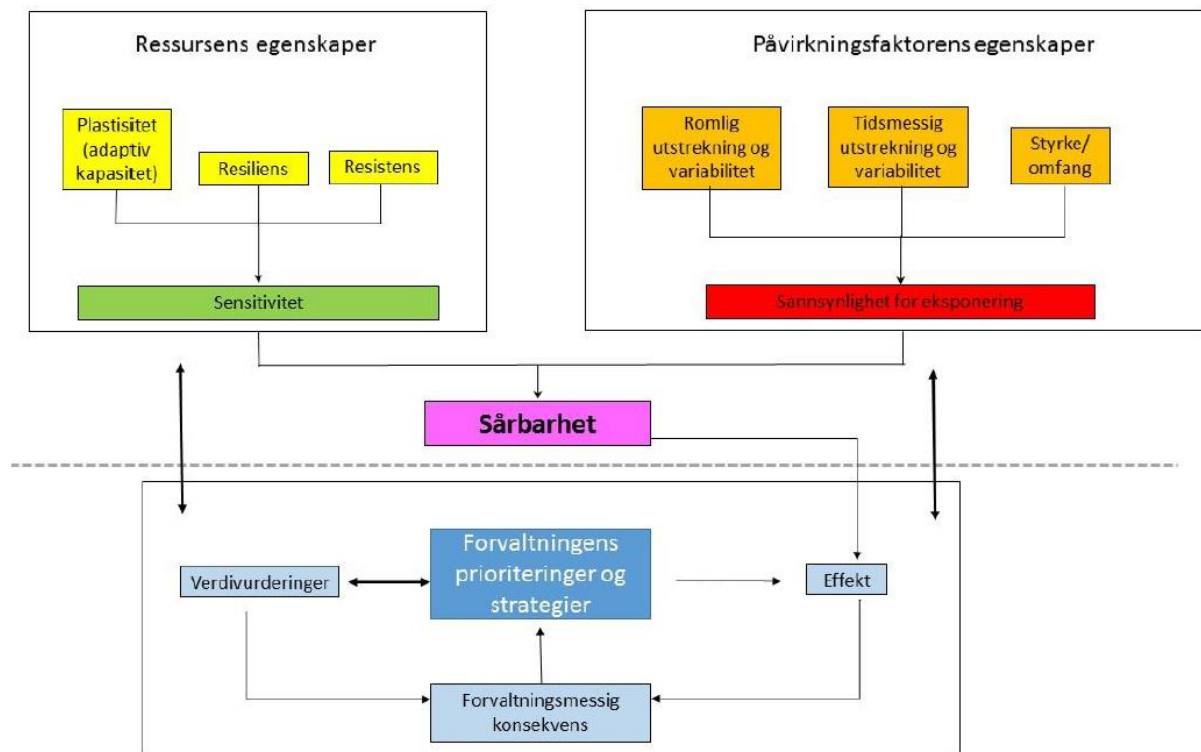 Ressursens egenskaper
Påvirkningsfaktorens egenskaper
Plastisitet
(adaptiv
kapasitet)
Resiliens
Resistens
Romlig
utstrekning og
variabilitet
Tidsmessig
utstrekning og
variabilitet
Styrke/
omfang
Sensitivitet
Sannsynlighet for eksponering
Sårbarhet
Verdivurderinger
Forvaltningens
prioriteringer og
strategier
Effekt
Forvaltningsmessig
konsekvens